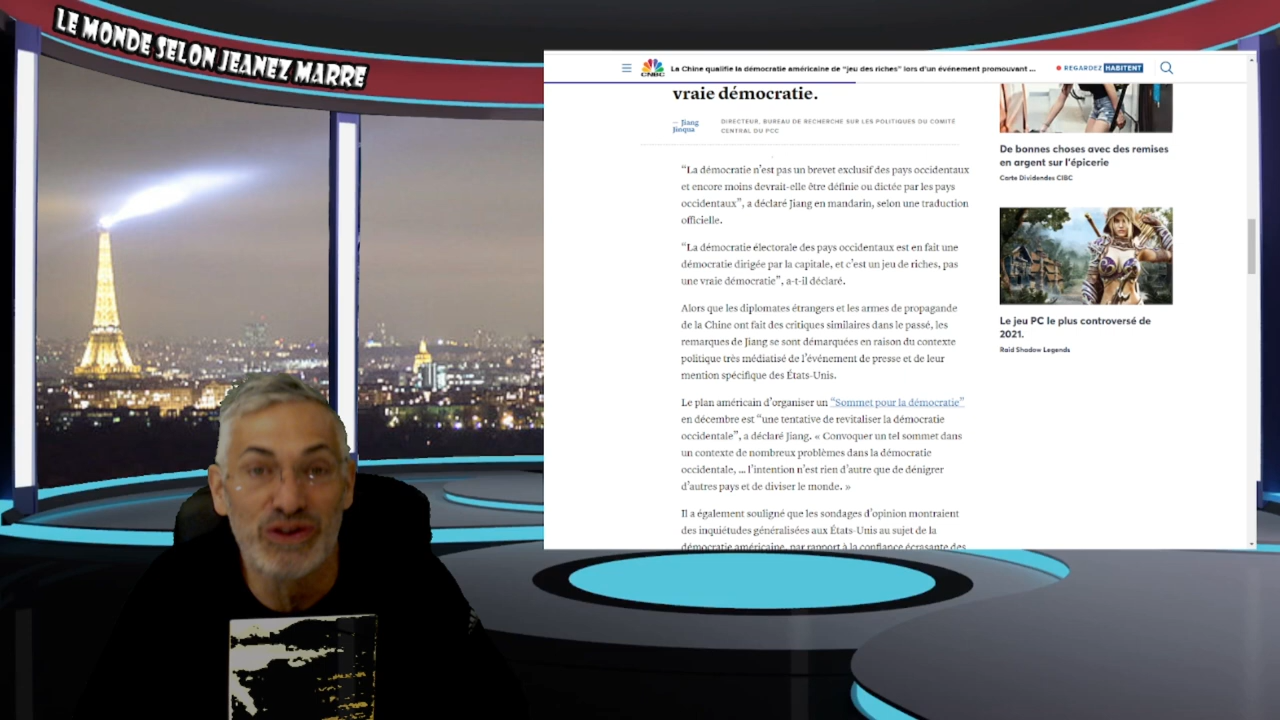 LE MONDE SELON JEANEZ MARRE
CNBC
La Chine qualifie la démocratie américaine de “jeu des riches” lors d’un événement promouvant ...
REGARDEZ HABITENT
vraie démocratie.
— Jiang
Jinqua
DIRECTEUR, BUREAU DE RECHERCHE SUR LES POLITIQUES DU COMITÉ
CENTRAL DU PCC
“La démocratie n’est pas un brevet exclusif des pays occidentaux
et encore moins devrait-elle être définie ou dictée par les pays
occidentaux”, a déclaré Jiang en mandarin, selon une traduction
officielle.
“La démocratie électorale des pays occidentaux est en fait une
démocratie dirigée par la capitale, et c’est un jeu de riches, pas
une vraie démocratie”, a-t-il déclaré.
Alors que les diplomates étrangers et les armes de propagande
de la Chine ont fait des critiques similaires dans le passé, les
remarques de Jiang se sont démarquées en raison du contexte
politique très médiatisé de l’événement de presse et de leur
mention spécifique des États-Unis.
Le plan américain d’organiser un “Sommet pour la démocratie”
en décembre est “une tentative de revitaliser la démocratie
occidentale”, a déclaré Jiang. « Convoquer un tel sommet dans
un contexte de nombreux problèmes dans la démocratie
occidentale, ... l’intention n’est rien d’autre que de dénigrer
d’autres pays et de diviser le monde. »
Il a également souligné que les sondages d’opinion montraient
des inquiétudes généralisées aux États-Unis au sujet de la
démocratie américaine, par rapport à la confiance écrasante des
De bonnes choses avec des remises
en argent sur l’épicerie
Carte Dividendes CIBC
Le jeu PC le plus controversé de
2021.
Raid Shadow Legends